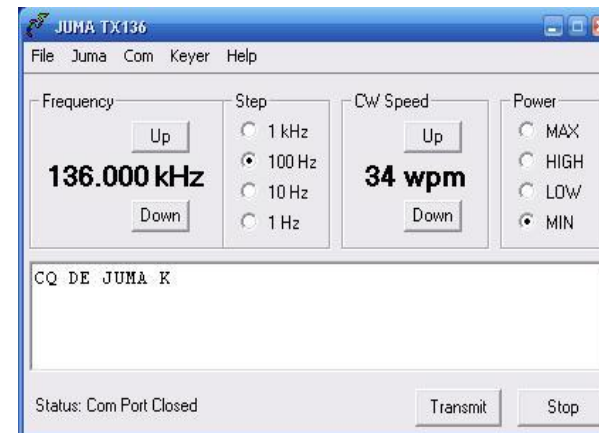 JUMA TX136
File Juma Com Keyer Help
Frequency Step CW Speed Power
Up 1 kHz Up MAX
136.000 kHz 100 Hz 34 wpm HIGH
10 Hz LOW
Down 1 Hz Down MIN
CQ DE JUMA K
Status: Com Port Closed Transmit Stop